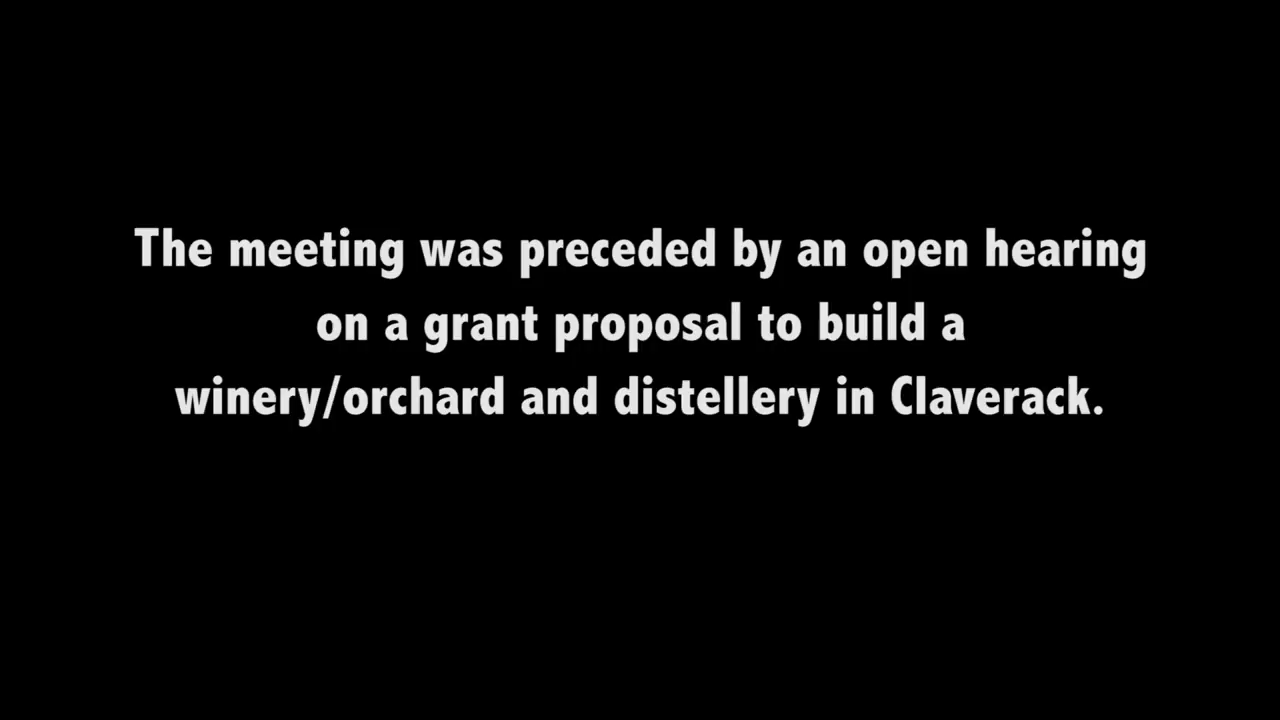 The meeting was preceded by an open hearing
on a grant proposal to build a
winery/orchard and distellery in Claverack.